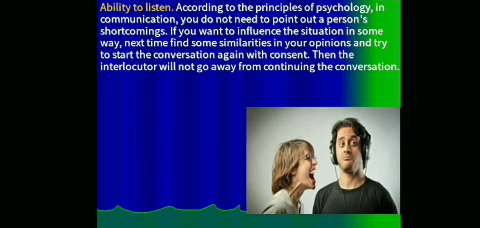 Ability to listen. According to the principles of psychology, in
communication, you do not need to point out a person's
shortcomings. If you want to influence the situation in some
way, next time find some similarities in your opinions and try
to start the conversation again with consent. Then the
interlocutor will not go away from continuing the conversation.